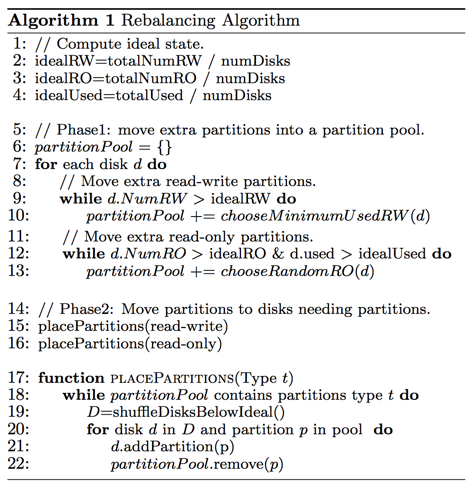 Algorithm 1 Rebalancing Algorithm
1: // Compute ideal state.
2: idealRW=totalNumRW / numDisks
3: idealRO=totalNumRO / numDisks
4: idealUsed=totalUsed / numDisks
5: // Phase1: move extra partitions into a partition pool.
6: partitionPool = {}
7: for each disk d do
8: // Move extra read-write partitions.
9: while d.NumRW > idealRW do
10: partitionPool += chooseMinimumUsedRW(d)
11: // Move extra read-only partitions.
12: while d.NumRO > idealRO & d.used > idealUsed do
13: partitionPool += chooseRandomRO(d)
14: // Phase2: Move partitions to disks needing partitions.
15: placePartitions(read-write)
16: placePartitions(read-only)
17: function PLACEPARTITIONS(Type t)
18: while partitionPool contains partitions type t do
19: D=shuffleDisksBelowIdeal()
20: for disk d in D and partition p in pool do
21: d.addPartition(p)
22: partitionPool.remove(p)